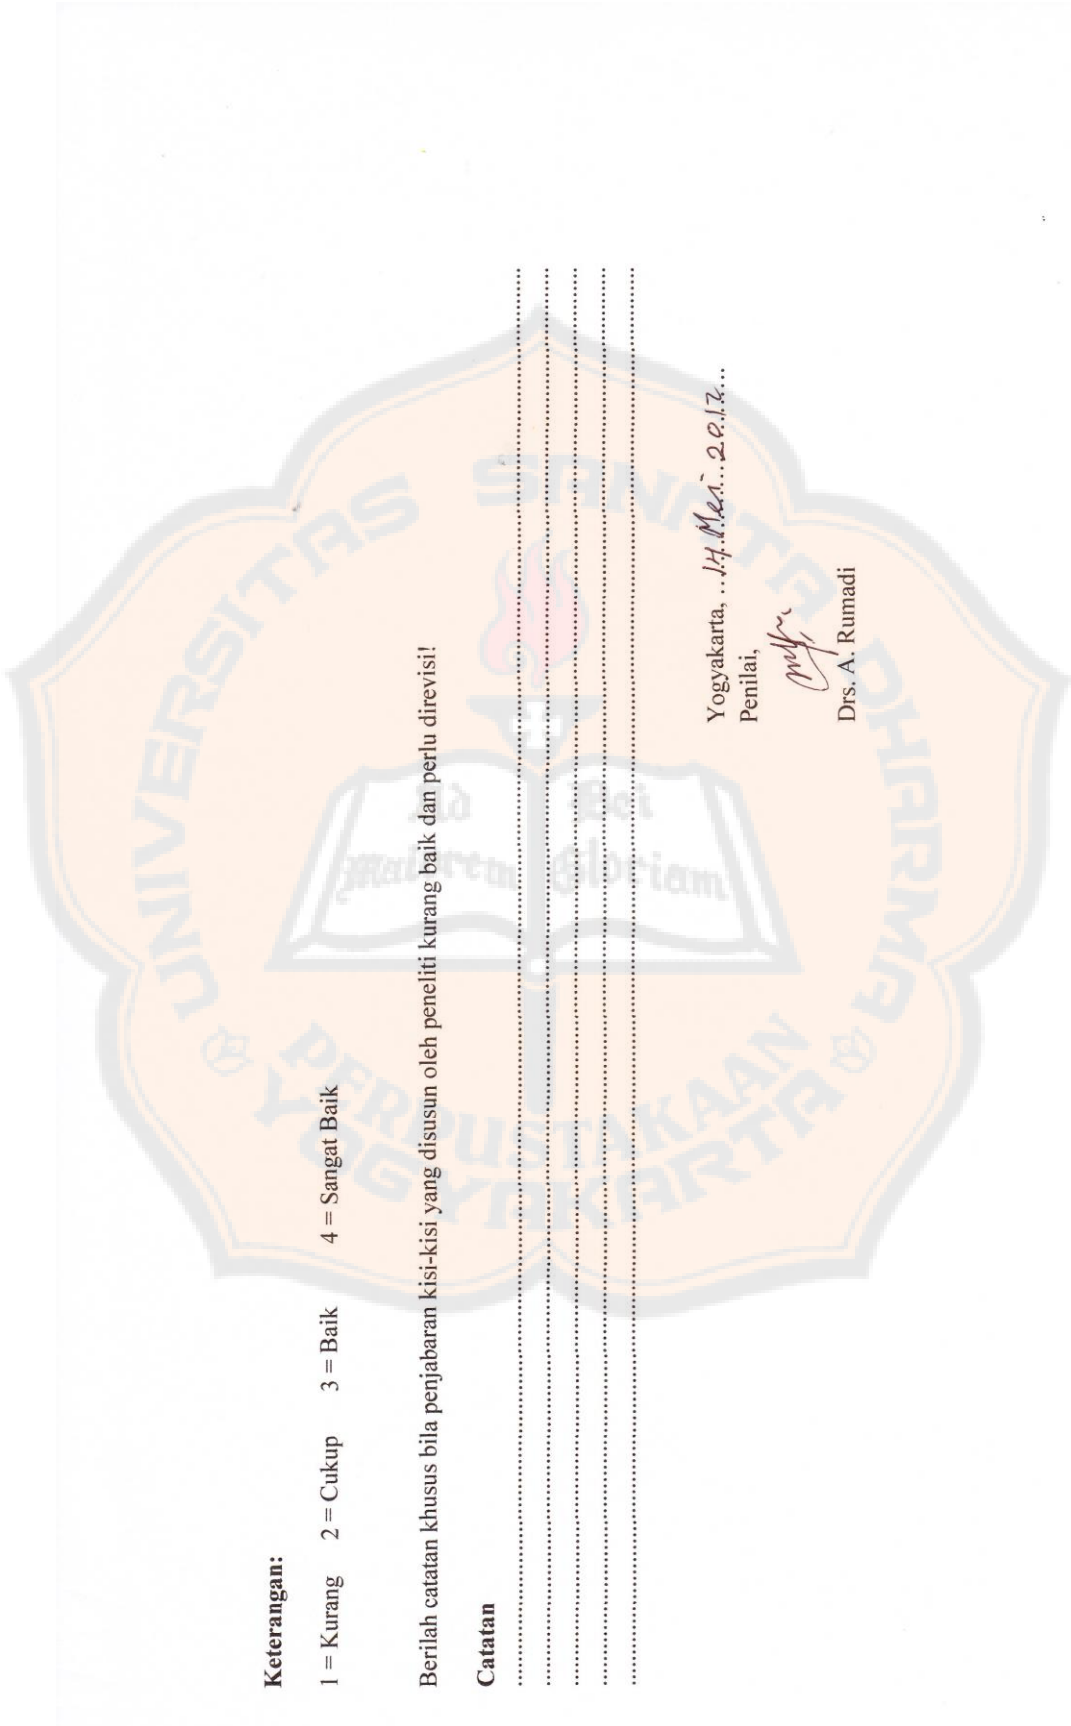 Keterangan:
1 = Kurang 2 = Cukup 3 = Baik 4 = Sangat Baik
Berilah catatan khusus bila penjabaran kisi-kisi yang disusun oleh peneliti kurang baik dan perlu direvisi!
Catatan
Yogyakarta, ..14 Mei 2012...
Penilai,
Drs. A. Rumadi
UNIVERSITAS SANATA DHARMA
Ad Dei
Maiorem Gloriam
PERPUSTAKAAN
YOGYAKARTA